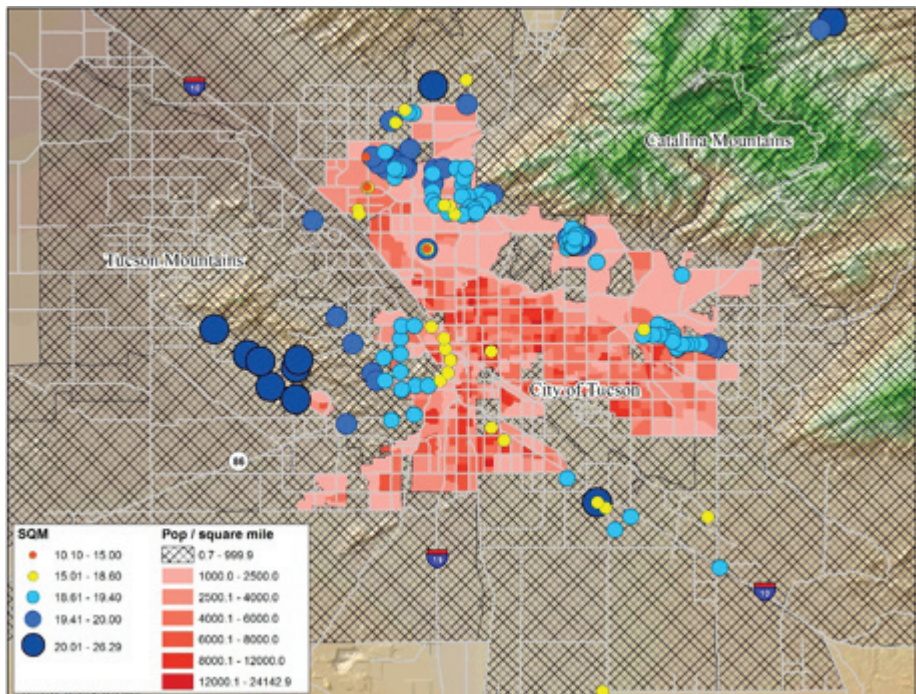 10
Catalina Mountains
Tucson Mountains
City of Tucson
86
19
10
SQM
10.10 - 15.00
15.01 - 18.60
18.61 - 19.40
19.41 - 20.00
20.01 - 26.29
Pop / square mile
0.7 - 999.9
1000.0 - 2500.0
2500.1 - 4000.0
4000.1 - 6000.0
6000.1 - 8000.0
8000.1 - 12000.0
12000.1 - 24142.9